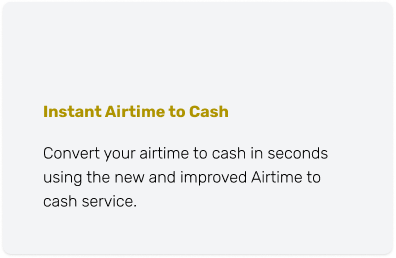 Instant Airtime to Cash
Convert your airtime to cash in seconds
using the new and improved Airtime to
cash service.